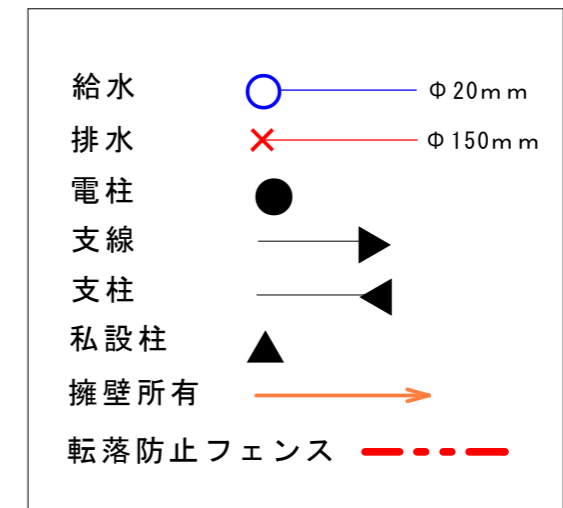 給水 Φ20mm
排水 Φ150mm
電柱
支線
支柱
私設柱
擁壁所有
転落防止フェンス